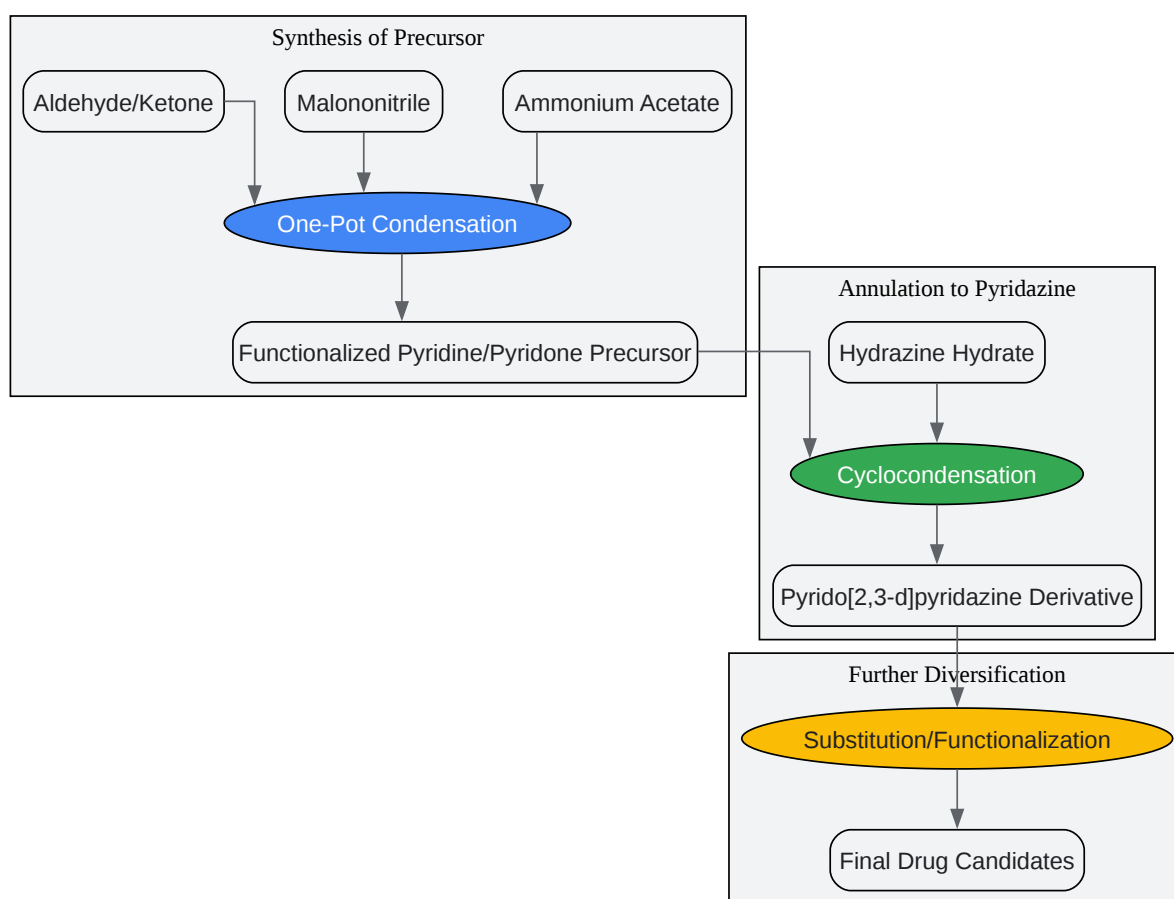 Synthesis of Precursor
Aldehyde/Ketone
Malononitrile
Ammonium Acetate
One-Pot Condensation
Functionalized Pyridine/Pyridone Precursor
Annulation to Pyridazine
Hydrazine Hydrate
Cyclocondensation
Pyrido[2,3-d]pyridazine Derivative
Further Diversification
Substitution/Functionalization
Final Drug Candidates